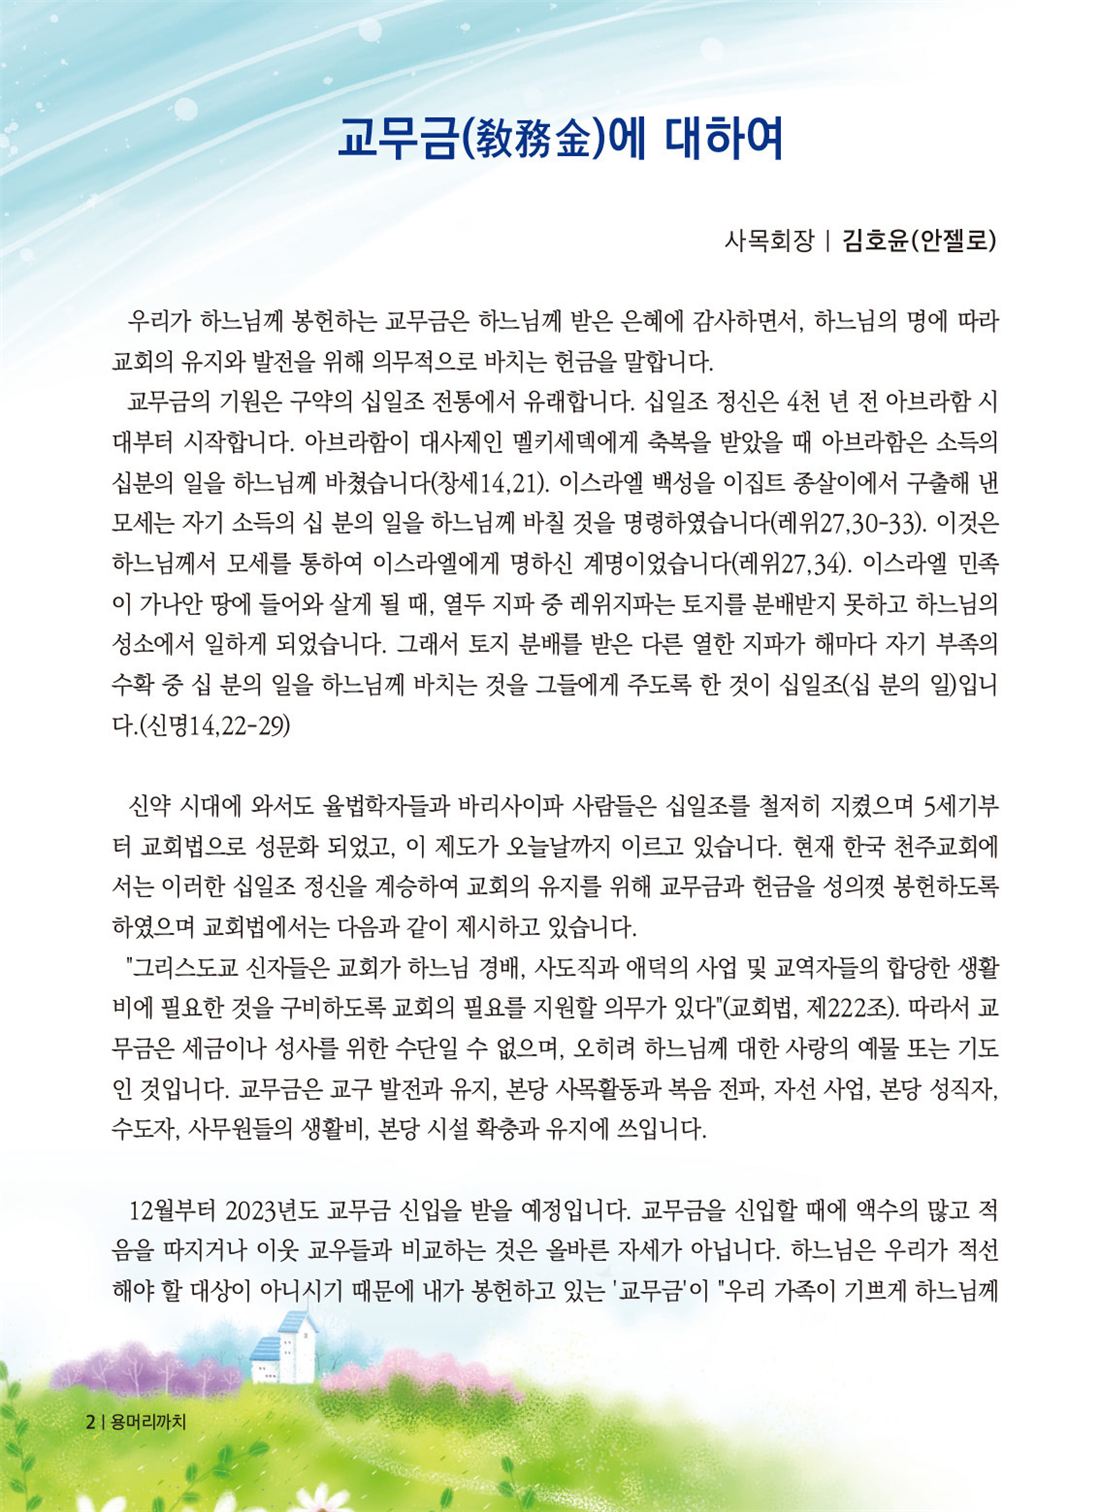 교무금(敎務金)에 대하여
사목회장 | 김호윤(안젤로)
우리가 하느님께 봉헌하는 교무금은 하느님께 받은 은혜에 감사하면서, 하느님의 명에 따라
교회의 유지와 발전을 위해 의무적으로 바치는 헌금을 말합니다.
교무금의 기원은 구약의 십일조 전통에서 유래합니다. 십일조 정신은 4천 년 전 아브라함 시
대부터 시작합니다. 아브라함이 대사제인 멜키세덱에게 축복을 받았을 때 아브라함은 소득의
십분의 일을 하느님께 바쳤습니다(창세14,21). 이스라엘 백성을 이집트 종살이에서 구출해 낸
모세는 자기 소득의 십 분의 일을 하느님께 바칠 것을 명령하였습니다(레위27,30-33). 이것은
하느님께서 모세를 통하여 이스라엘에게 명하신 계명이었습니다(레위27,34). 이스라엘 민족
이 가나안 땅에 들어와 살게 될 때, 열두 지파 중 레위지파는 토지를 분배받지 못하고 하느님의
성소에서 일하게 되었습니다. 그래서 토지 분배를 받은 다른 열한 지파가 해마다 자기 부족의
수확 중 십 분의 일을 하느님께 바치는 것을 그들에게 주도록 한 것이 십일조(십 분의 일)입니
다.(신명14,22-29)
신약 시대에 와서도 율법학자들과 바리사이파 사람들은 십일조를 철저히 지켰으며 5세기부
터 교회법으로 성문화 되었고, 이 제도가 오늘날까지 이르고 있습니다. 현재 한국 천주교회에
서는 이러한 십일조 정신을 계승하여 교회의 유지를 위해 교무금과 헌금을 성의껏 봉헌하도록
하였으며 교회법에서는 다음과 같이 제시하고 있습니다.
"그리스도교 신자들은 교회가 하느님 경배, 사도직과 애덕의 사업 및 교역자들의 합당한 생활
비에 필요한 것을 구비하도록 교회의 필요를 지원할 의무가 있다"(교회법, 제222조). 따라서 교
무금은 세금이나 성사를 위한 수단일 수 없으며, 오히려 하느님께 대한 사랑의 예물 또는 기도
인 것입니다. 교무금은 교구 발전과 유지, 본당 사목활동과 복음 전파, 자선 사업, 본당 성직자,
수도자, 사무원들의 생활비, 본당 시설 확충과 유지에 쓰입니다.
12월부터 2023년도 교무금 신입을 받을 예정입니다. 교무금을 신입할 때에 액수의 많고 적
음을 따지거나 이웃 교우들과 비교하는 것은 올바른 자세가 아닙니다. 하느님은 우리가 적선
해야 할 대상이 아니시기 때문에 내가 봉헌하고 있는 '교무금'이 "우리 가족이 기쁘게 하느님께
2 | 용머리까치